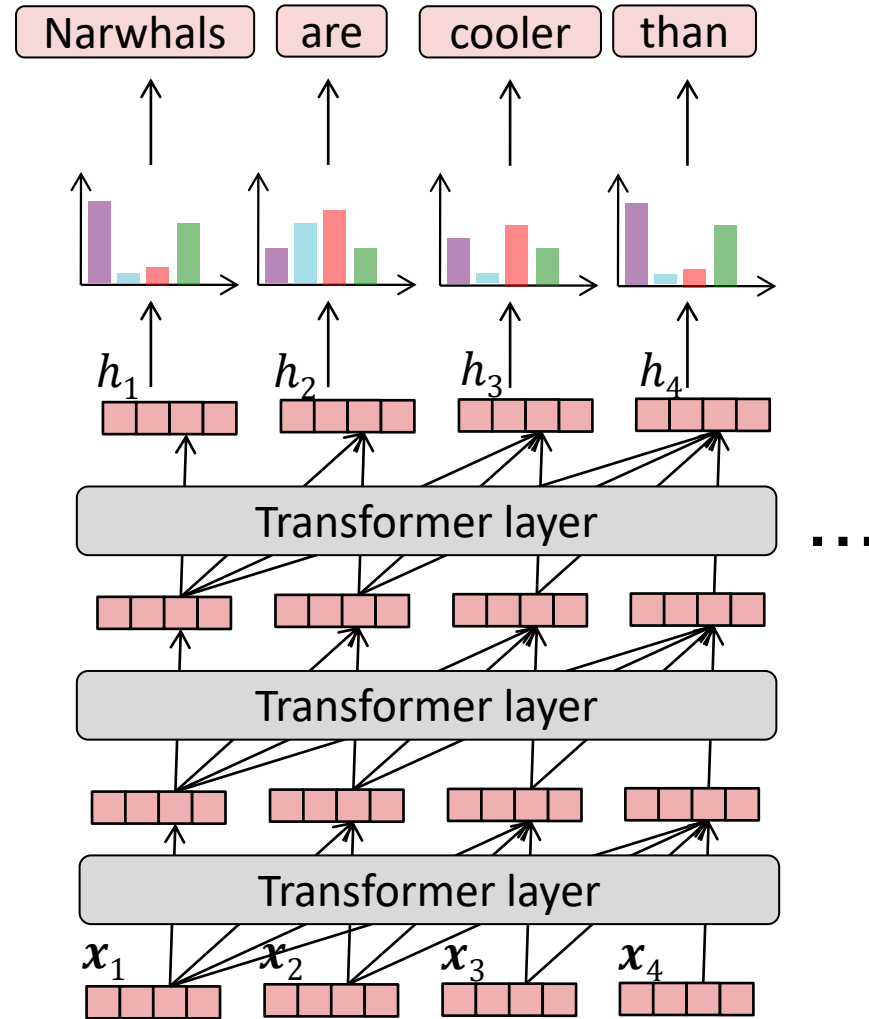 Narwhals are cooler than
h1 h2 h3 h4
Transformer layer
...
Transformer layer
Transformer layer
x1 x2 x3 x4